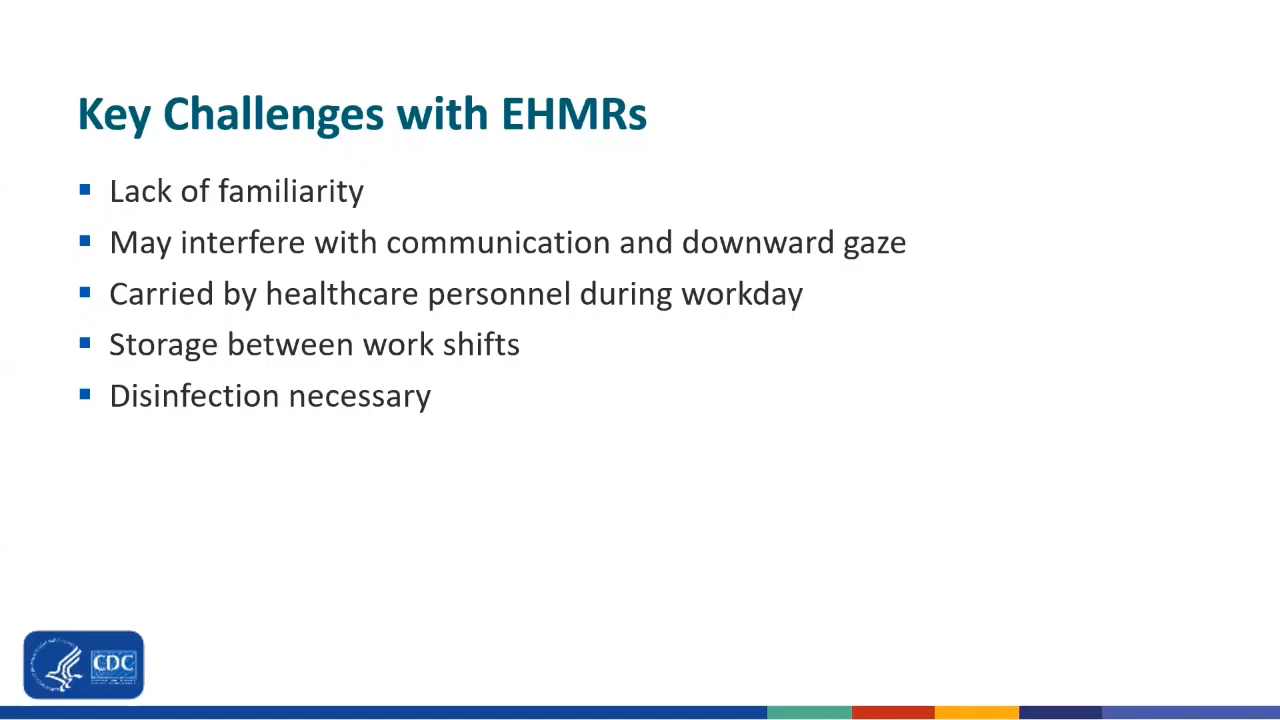 Key Challenges with EHMRs
▪ Lack of familiarity
▪ May interfere with communication and downward gaze
▪ Carried by healthcare personnel during workday
▪ Storage between work shifts
▪ Disinfection necessary
CDC